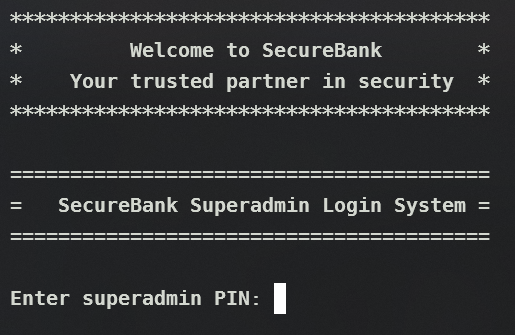 ****************************************
*         Welcome to SecureBank        *
*    Your trusted partner in security  *
****************************************
========================================
=   SecureBank Superadmin Login System =
========================================
Enter superadmin PIN: